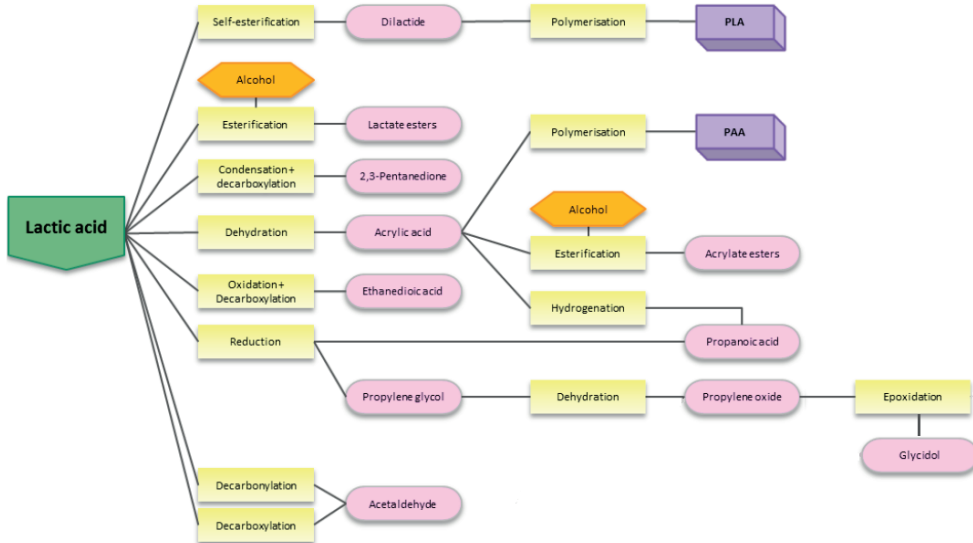 Self-esterification
Dilactide
Polymerisation
PLA
Alcohol
Esterification
Lactate esters
Polymerisation
PAA
Condensation+
decarboxylation
2,3-Pentanedione
Alcohol
Lactic acid
Dehydration
Acrylic acid
Esterification
Acrylate esters
Oxidation+
Decarboxylation
Ethanedioic acid
Hydrogenation
Reduction
Propanoic acid
Propylene glycol
Dehydration
Propylene oxide
Epoxidation
Glycidol
Decarbonylation
Acetaldehyde
Decarboxylation